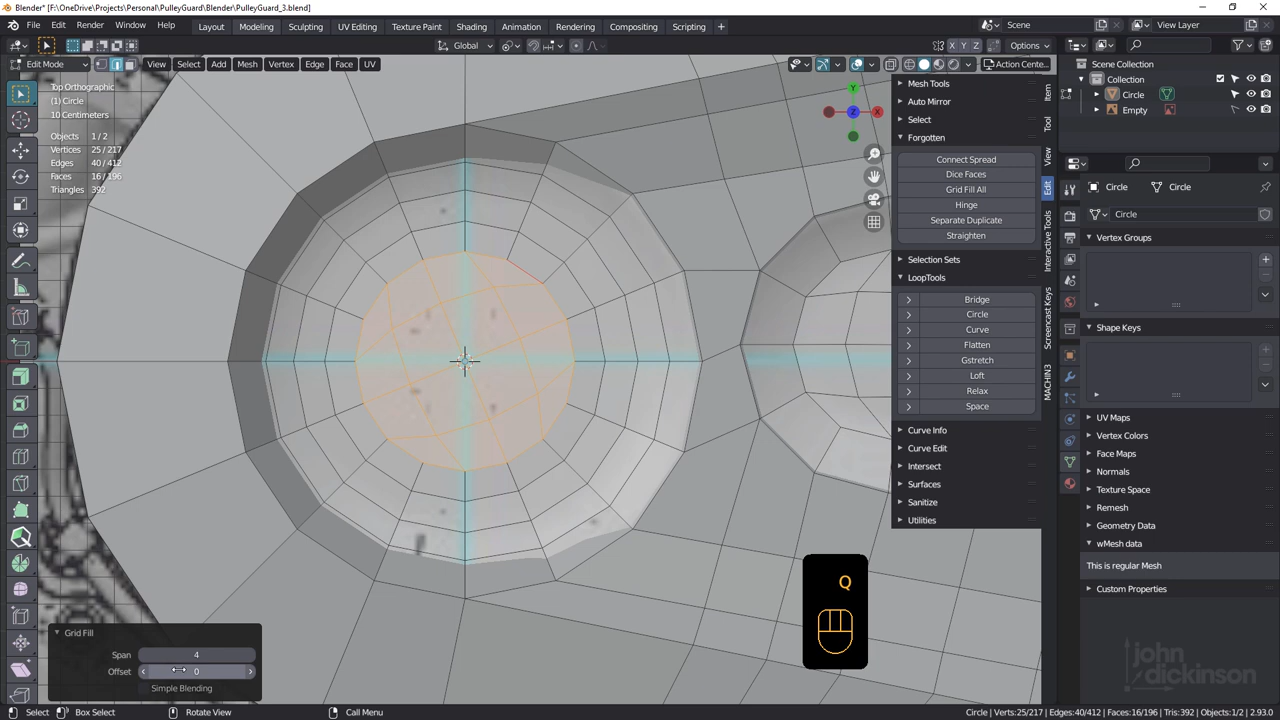 Blender* [F:\OneDrive\Projects\Personal\PulleyGuard\Blender\PulleyGuard_3.blend]
File Edit Render Window Help Layout Modeling Sculpting UV Editing Texture Paint Shading Animation Rendering Compositing Scripting + Scene View Layer
Global X Y Z Options
Edit Mode View Select Add Mesh Vertex Edge Face UV Action Cente...
Top Orthographic
(1) Circle
10 Centimeters
Objects 1/2
Vertices 25/217
Edges 40/412
Faces 16/196
Triangles 392
Y
X
Z
Mesh Tools
Auto Mirror
Select
Forgotten
Connect Spread
Dice Faces
Grid Fill All
Hinge
Separate Duplicate
Straighten
Selection Sets
LoopTools
Bridge
Circle
Curve
Flatten
Gstretch
Loft
Relax
Space
Curve Info
Curve Edit
Intersect
Surfaces
Sanitize
Utilities
Item
Tool
View
Edit
Interactive Tools
Screencast Keys
MACHIN3
Scene Collection
Collection
Circle
Empty
Circle Circle
Circle
Vertex Groups
Shape Keys
UV Maps
Vertex Colors
Face Maps
Normals
Texture Space
Remesh
Geometry Data
wMesh data
This is regular Mesh
Custom Properties
Q
Grid Fill
Span 4
Offset 0
Simple Blending
john
dickinson
Select Box Select Rotate View Call Menu
Circle | Verts:25/217 | Edges:40/412 | Faces:16/196 | Tris:392 | Objects:1/2 | 2.93.0